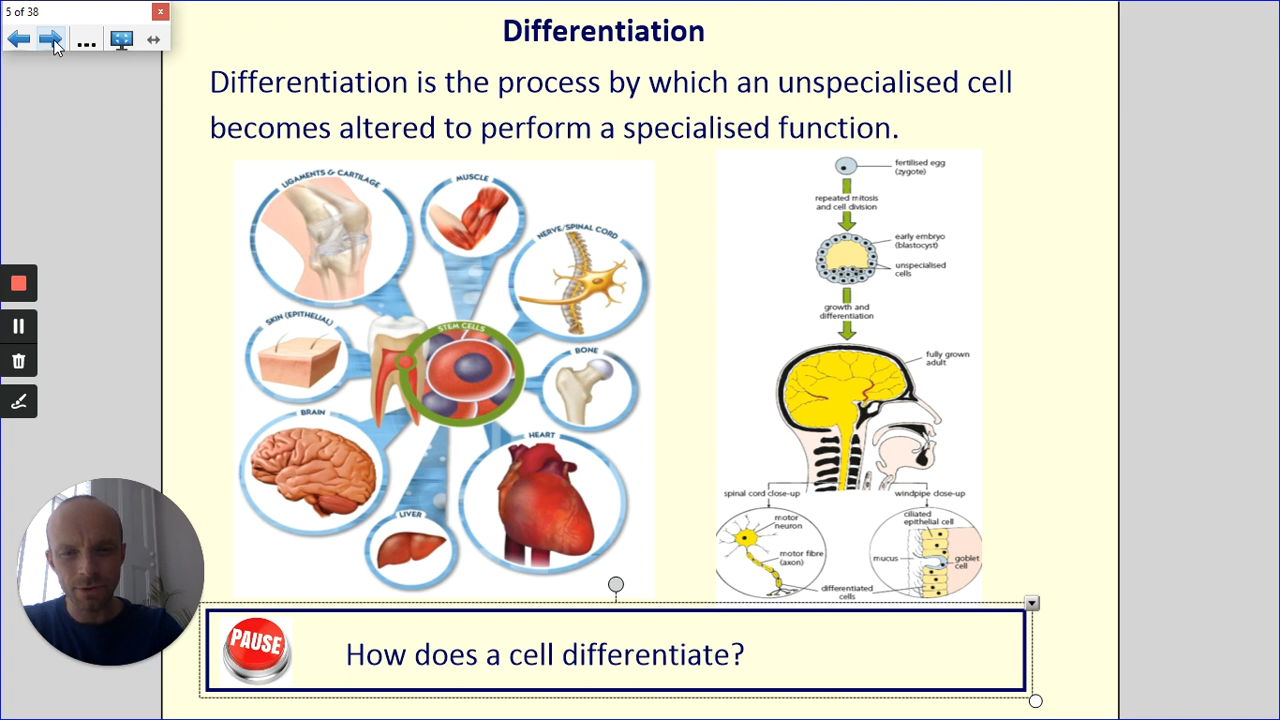 5 of 38
Differentiation
Differentiation is the process by which an unspecialised cell
becomes altered to perform a specialised function.
LIGAMENTS & CARTILAGE
MUSCLE
NERVE/SPINAL CORD
SKIN (EPITHELIAL)
STEM CELLS
BONE
BRAIN
HEART
LIVER
fertilised egg
(zygote)
repeated mitosis
and cell division
early embryo
(blastocyst)
unspecialised
cells
growth and
differentiation
fully grown
adult
spinal cord close-up
windpipe close-up
motor
neuron
motor fibre
(axon)
ciliated
epithelial cell
mucus
goblet
cell
differentiated
cells
PAUSE
How does a cell differentiate?